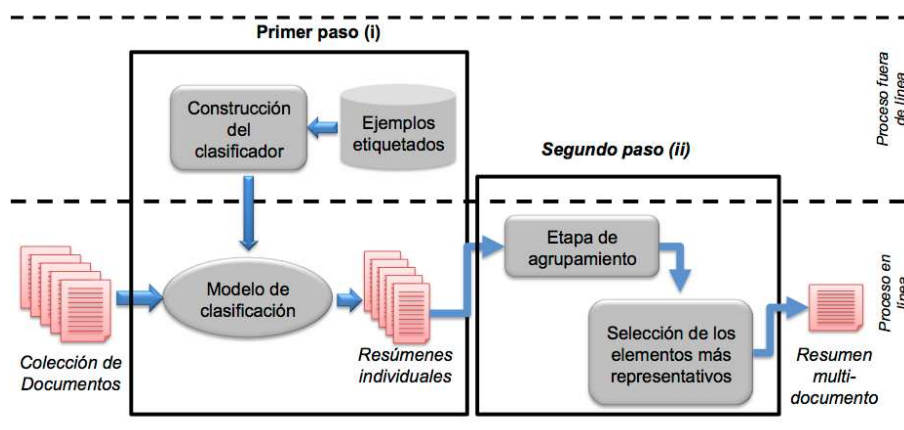 Primer paso (i)
Construcción
del
clasificador
Ejemplos
etiquetados
Proceso fuera
de línea
Segundo paso (ii)
Etapa de
agrupamiento
Modelo de
clasificación
Colección de
Documentos
Resúmenes
individuales
Selección de los
elementos más
representativos
Resumen
multi-
documento
Proceso en
línea